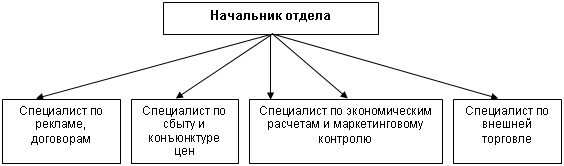 Начальник отдела
Специалист по
рекламе,
договорам
Специалист по
сбыту и
конъюнктуре
цен
Специалист по экономическим
расчетам и маркетинговому
контролю
Специалист по
внешней
торговле